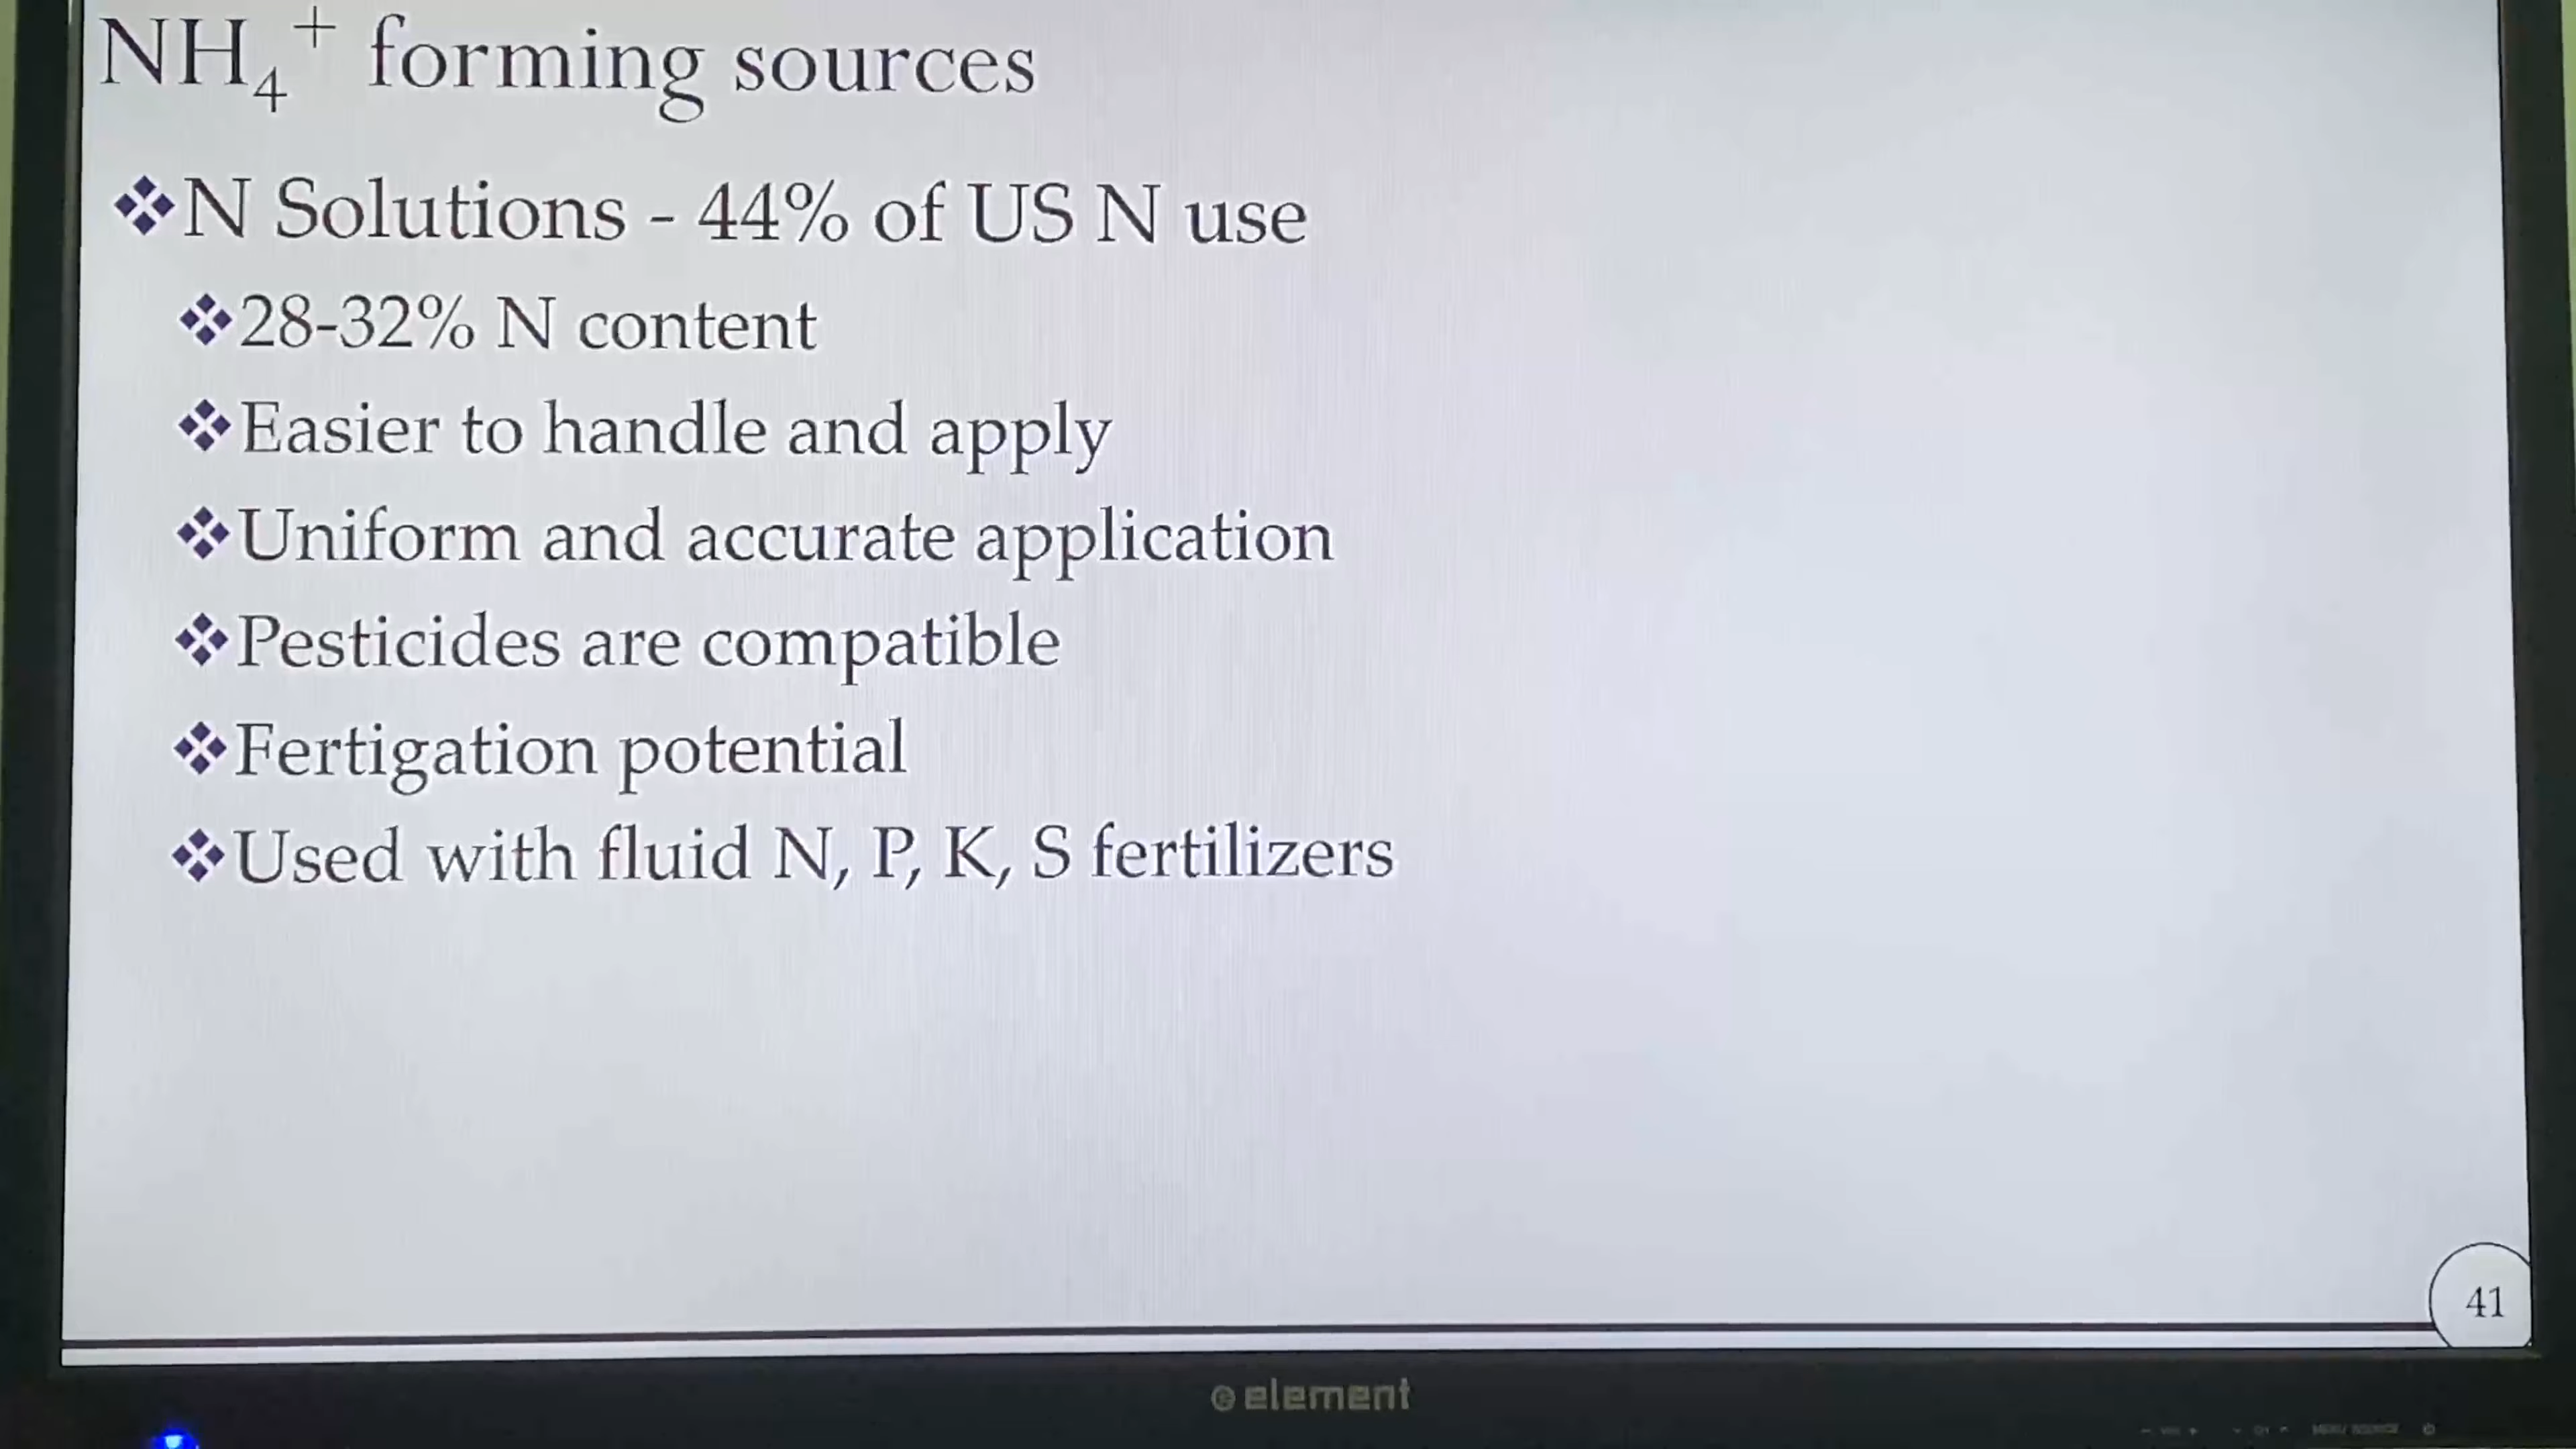 NH₄⁺ forming sources
❖N Solutions - 44% of US N use
❖28-32% N content
❖Easier to handle and apply
❖Uniform and accurate application
❖Pesticides are compatible
❖Fertigation potential
❖Used with fluid N, P, K, S fertilizers
41
element